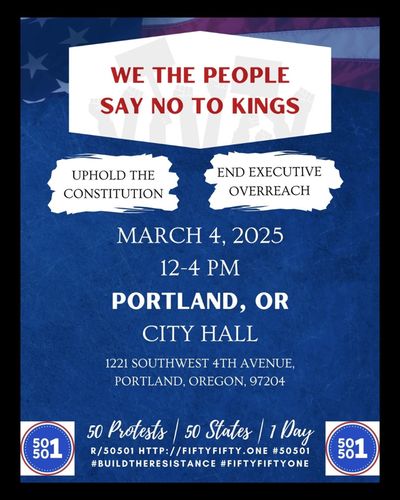 WE THE PEOPLE
SAY NO TO KINGS
UPHOLD THE
CONSTITUTION
END EXECUTIVE
OVERREACH
MARCH 4, 2025
12-4 PM
PORTLAND, OR
CITY HALL
1221 SOUTHWEST 4TH AVENUE,
PORTLAND, OREGON, 97204
50 Protests | 50 States | 1 Day
R/50501 HTTP://FIFTYFIFTY.ONE #50501
#BUILDTHERESISTANCE #FIFTYFIFTYONE
50
50 1
50
50 1